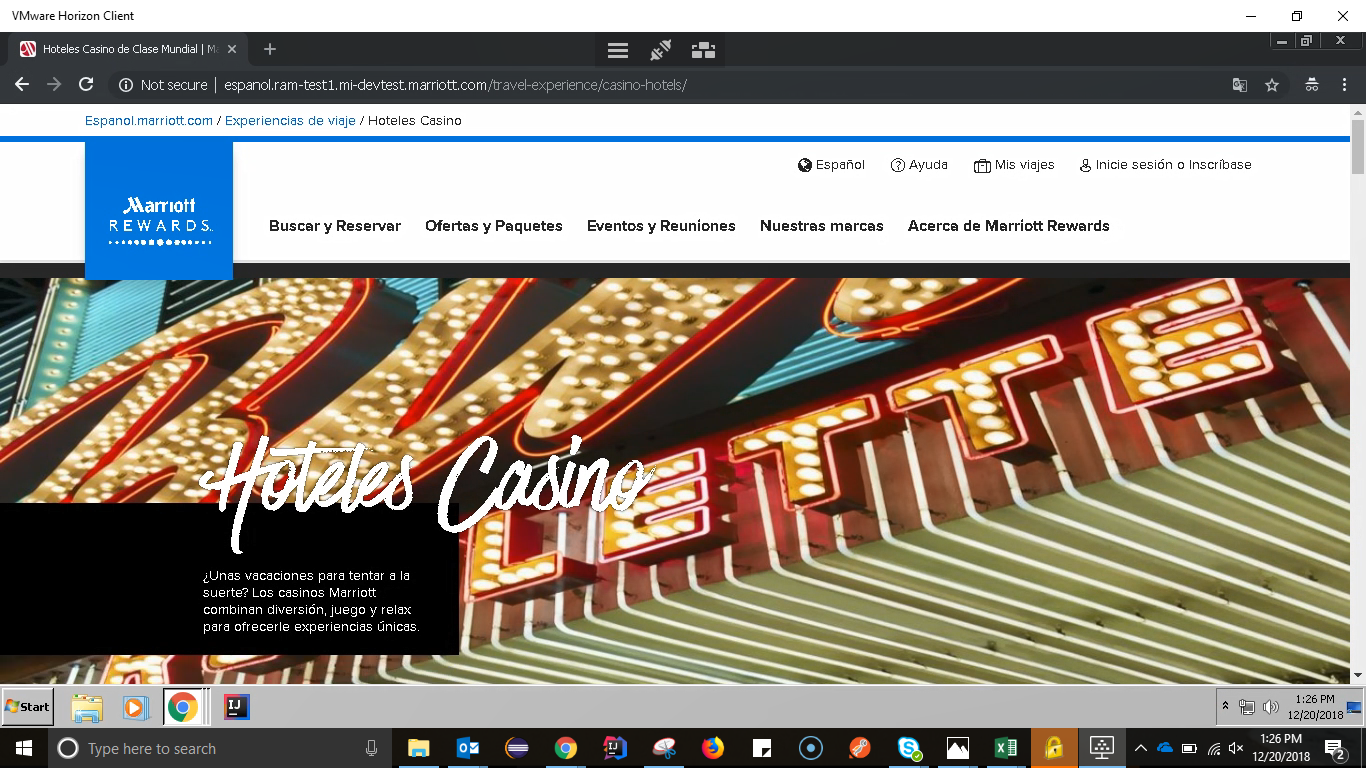 VMware Horizon Client
Hoteles Casino de Clase Mundial | Ma
Not secure | espanol.ram-test1.mi-devtest.marriott.com/travel-experience/casino-hotels/
Espanol.marriott.com / Experiencias de viaje / Hoteles Casino
Español Ayuda Mis viajes Inicie sesión o Inscríbase
Marriott
REWARDS
Buscar y Reservar Ofertas y Paquetes Eventos y Reuniones Nuestras marcas Acerca de Marriott Rewards
LETTE
Hoteles Casino
¿Unas vacaciones para tentar a la
suerte? Los casinos Marriott
combinan diversión, juego y relax
para ofrecerle experiencias únicas.
Start
IJ
1:26 PM
12/20/2018
Type here to search
1:26 PM
12/20/2018
2